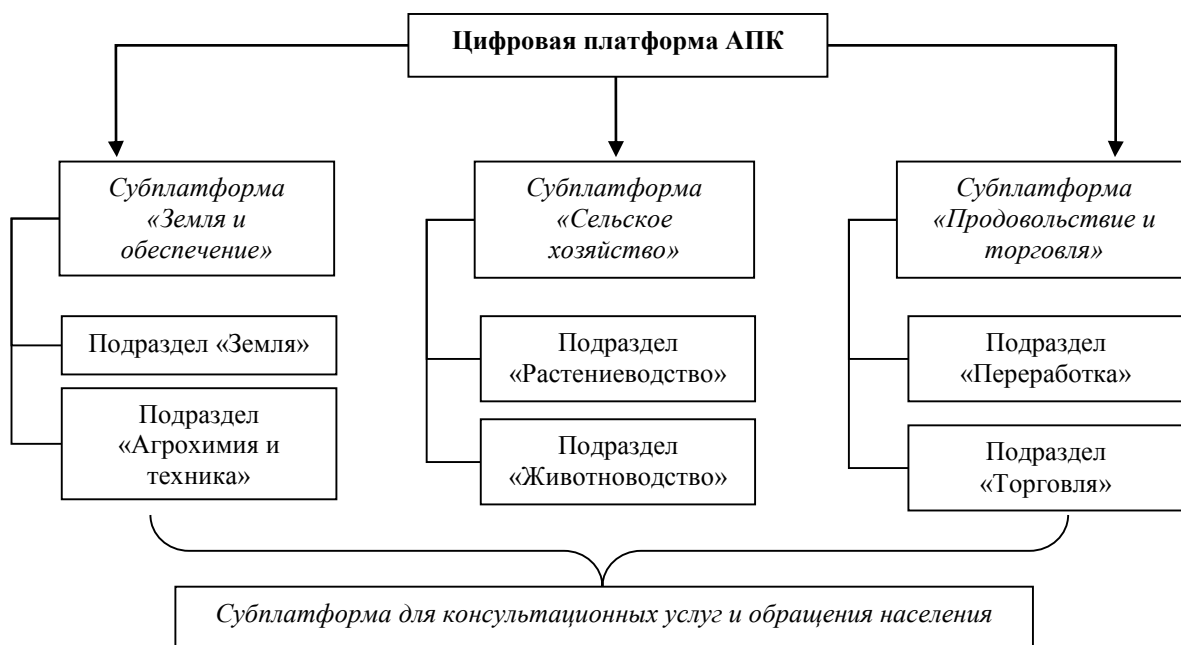 Цифровая платформа АПК
Субплатформа
«Земля и
обеспечение»
Подраздел «Земля»
Подраздел
«Агрохимия и
техника»
Субплатформа
«Сельское
хозяйство»
Подраздел
«Растениеводство»
Подраздел
«Животноводство»
Субплатформа
«Продовольствие и
торговля»
Подраздел
«Переработка»
Подраздел
«Торговля»
Субплатформа для консультационных услуг и обращения населения